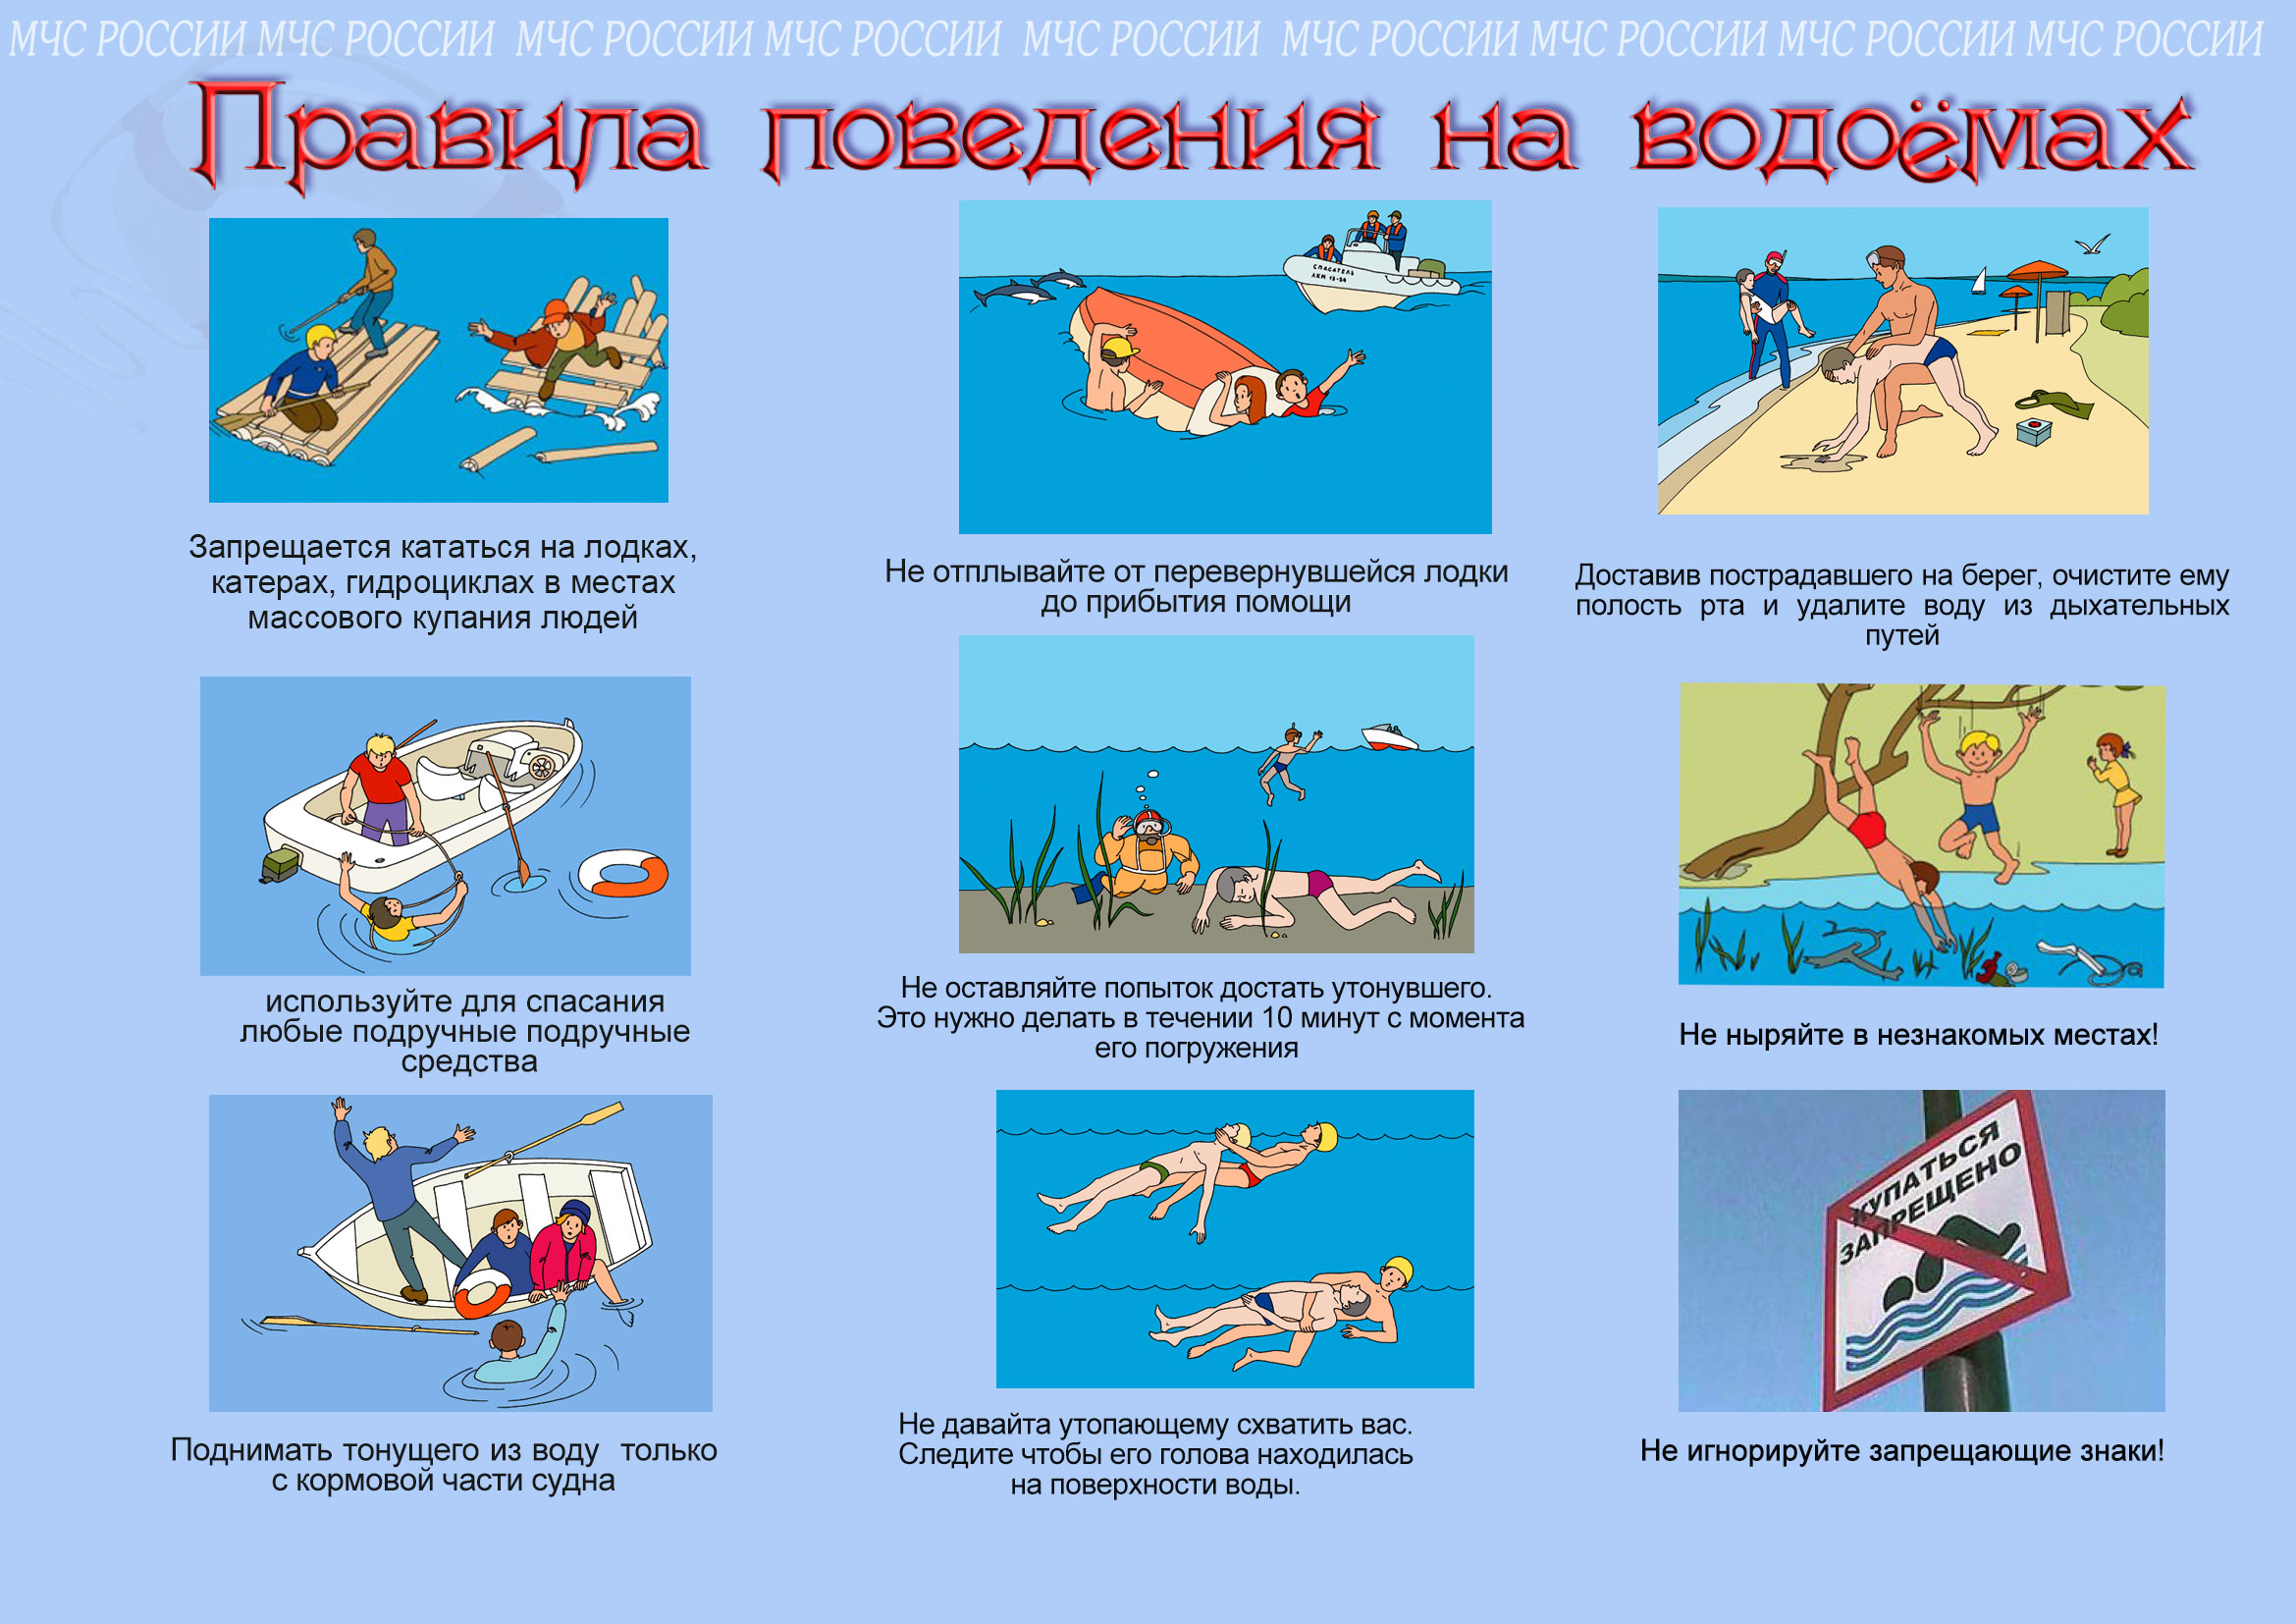 МЧС РОССИИ МЧС РОССИИ МЧС РОССИИ МЧС РОССИИ МЧС РОССИИ МЧС РОССИИ МЧС РОССИИ МЧС РОССИИ МЧС РОССИИ
Правила поведения на водоёмах
Запрещается кататься на лодках,
катерах, гидроциклах в местах
массового купания людей
используйте для спасания
любые подручные подручные
средства
Поднимать тонущего из воду только
с кормовой части судна
СПАСАТЕЛЬ
Не отплывайте от перевернувшейся лодки
до прибытия помощи
Не оставляйте попыток достать утонувшего.
Это нужно делать в течении 10 минут с момента
его погружения
Не давайта утопающему схватить вас.
Следите чтобы его голова находилась
на поверхности воды.
Доставив пострадавшего на берег, очистите ему
полость рта и удалите воду из дыхательных
путей
Не ныряйте в незнакомых местах!
КУПАТЬСЯ
ЗАПРЕЩЕНО
Не игнорируйте запрещающие знаки!